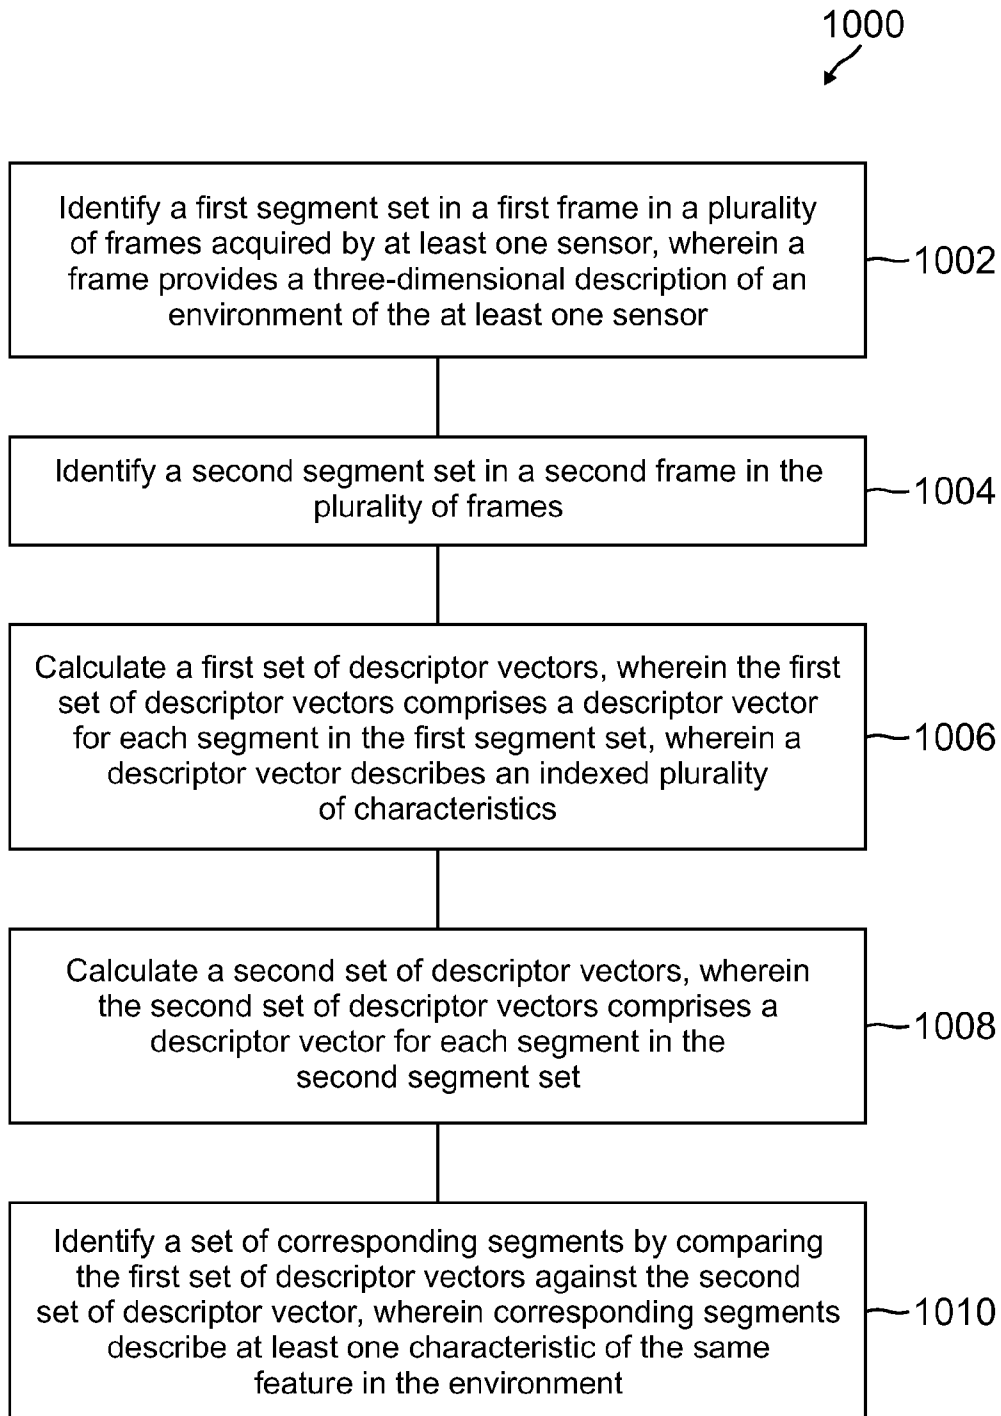 1000
Identify a first segment set in a first frame in a plurality
of frames acquired by at least one sensor, wherein a
frame provides a three-dimensional description of an
environment of the at least one sensor
1002
Identify a second segment set in a second frame in the
plurality of frames
1004
Calculate a first set of descriptor vectors, wherein the first
set of descriptor vectors comprises a descriptor vector
for each segment in the first segment set, wherein a
descriptor vector describes an indexed plurality
of characteristics
1006
Calculate a second set of descriptor vectors, wherein
the second set of descriptor vectors comprises a
descriptor vector for each segment in the
second segment set
1008
Identify a set of corresponding segments by comparing
the first set of descriptor vectors against the second
set of descriptor vector, wherein corresponding segments
describe at least one characteristic of the same
feature in the environment
1010